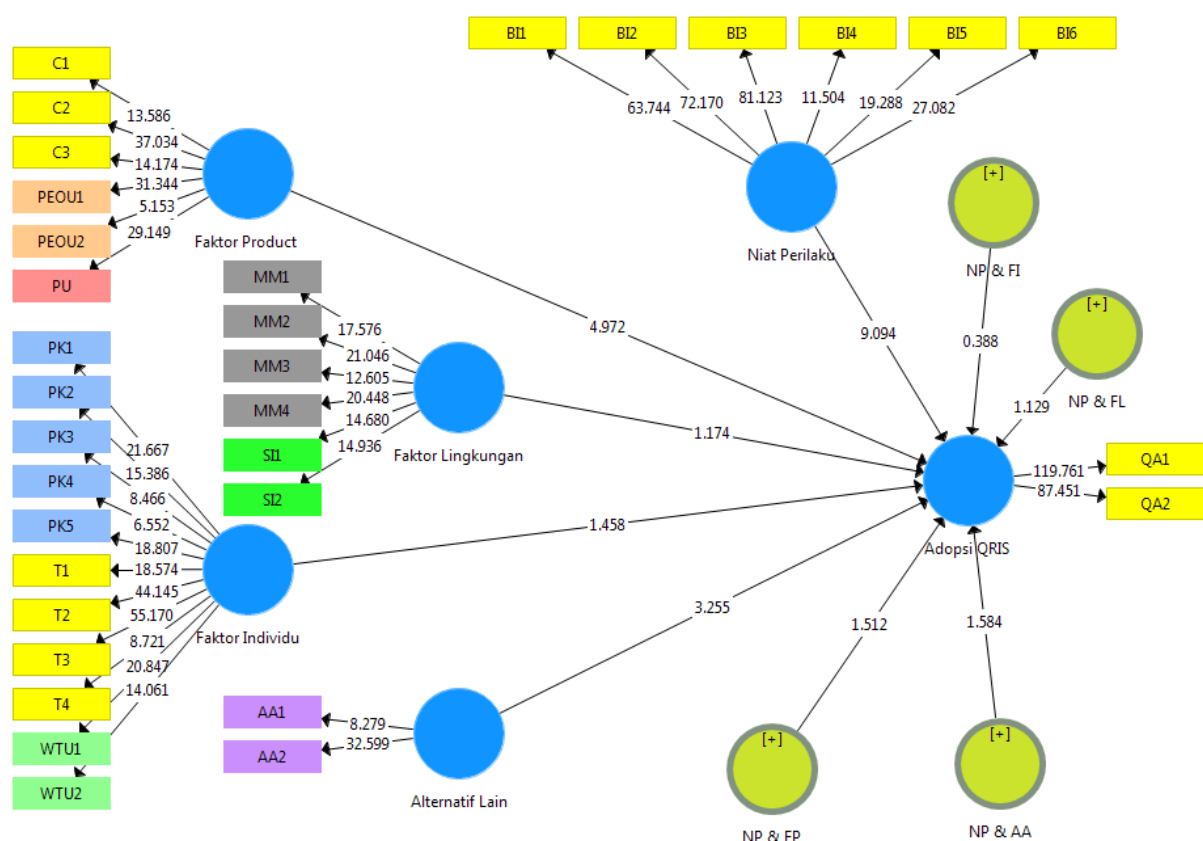 BI1
BI2
BI3
BI4
BI5
BI6
63.744
72.170
81.123
11.504
19.288
27.082
Niat Perilaku
9.094
C1
C2
C3
PEOU1
PEOU2
PU
13.586
37.034
14.174
31.344
5.153
29.149
Faktor Product
4.972
MM1
MM2
MM3
MM4
SI1
SI2
17.576
21.046
12.605
20.448
14.680
14.936
Faktor Lingkungan
1.174
PK1
PK2
PK3
PK4
PK5
T1
T2
T3
T4
WTU1
WTU2
21.667
15.386
8.466
6.552
18.807
18.574
44.145
55.170
8.721
20.847
14.061
Faktor Individu
1.458
AA1
AA2
8.279
32.599
Alternatif Lain
3.255
[+]
NP & FI
0.388
[+]
NP & FL
1.129
Adopsi QRIS
119.761
87.451
QA1
QA2
1.512
[+]
NP & FP
1.584
[+]
NP & AA